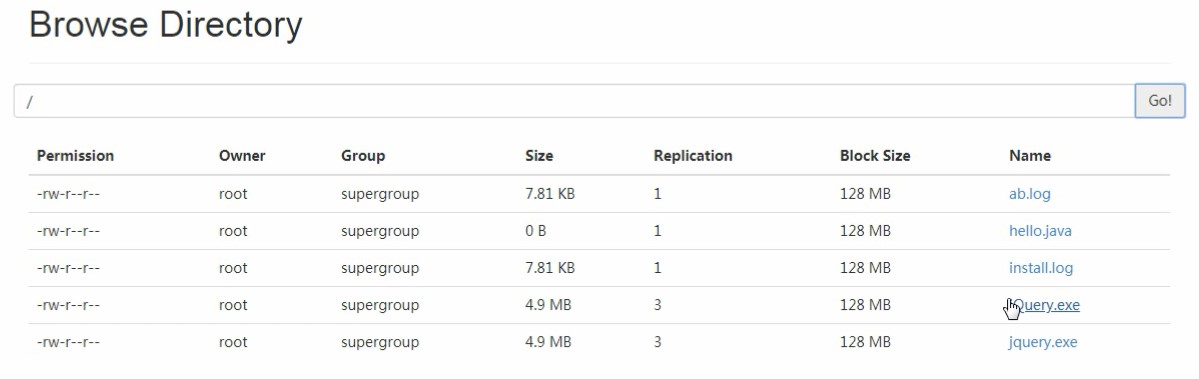 Browse Directory
/ Go!
Permission Owner Group Size Replication Block Size Name
-rw-r--r-- root supergroup 7.81 KB 1 128 MB ab.log
-rw-r--r-- root supergroup 0 B 1 128 MB hello.java
-rw-r--r-- root supergroup 7.81 KB 1 128 MB install.log
-rw-r--r-- root supergroup 4.9 MB 3 128 MB
-rw-r--r-- root supergroup 4.9 MB 3 128 MB jquery.exe